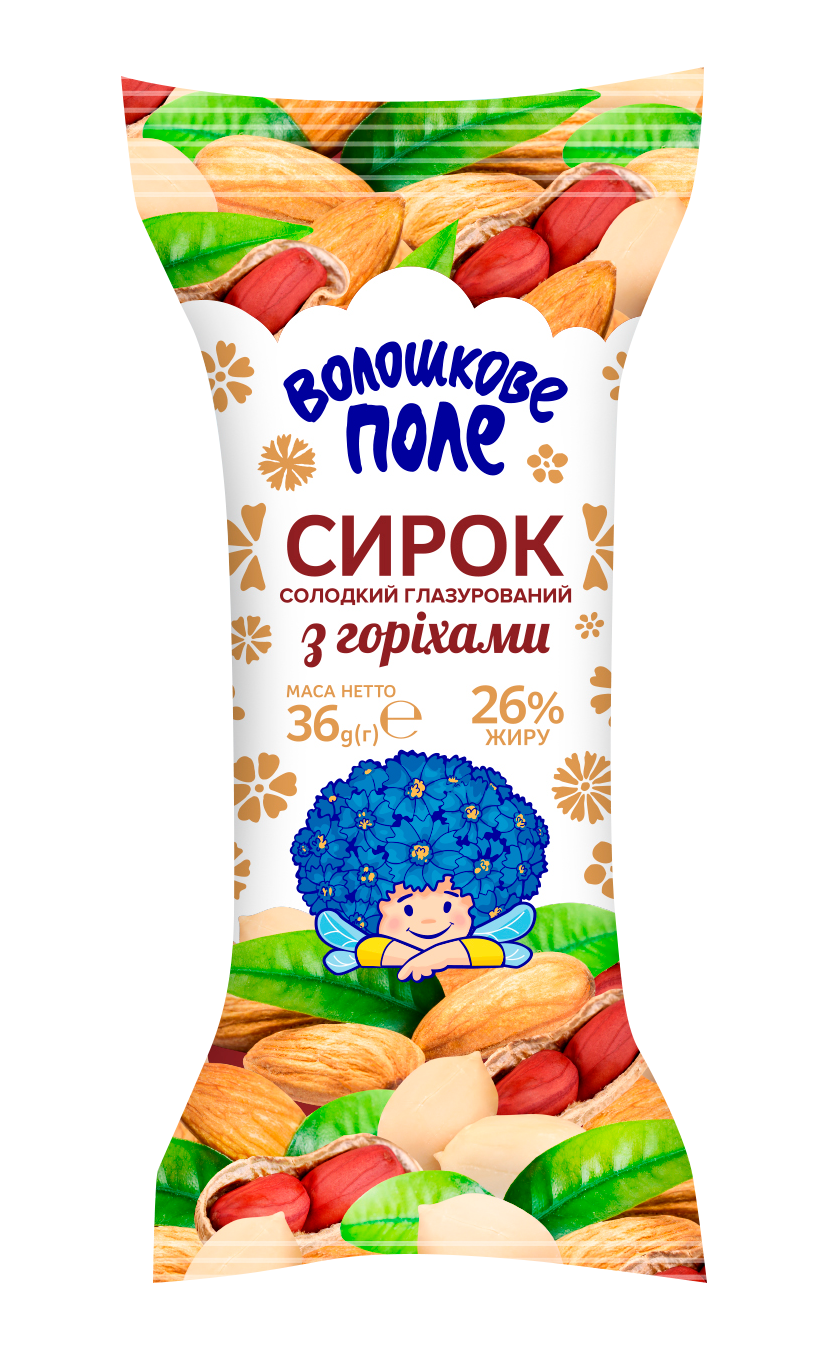 Волошкове
поле
СИРОК
СОЛОДКИЙ ГЛАЗУРОВАНИЙ
з горіхами
МАСА НЕТТО
36g(г)℮
26%
ЖИРУ